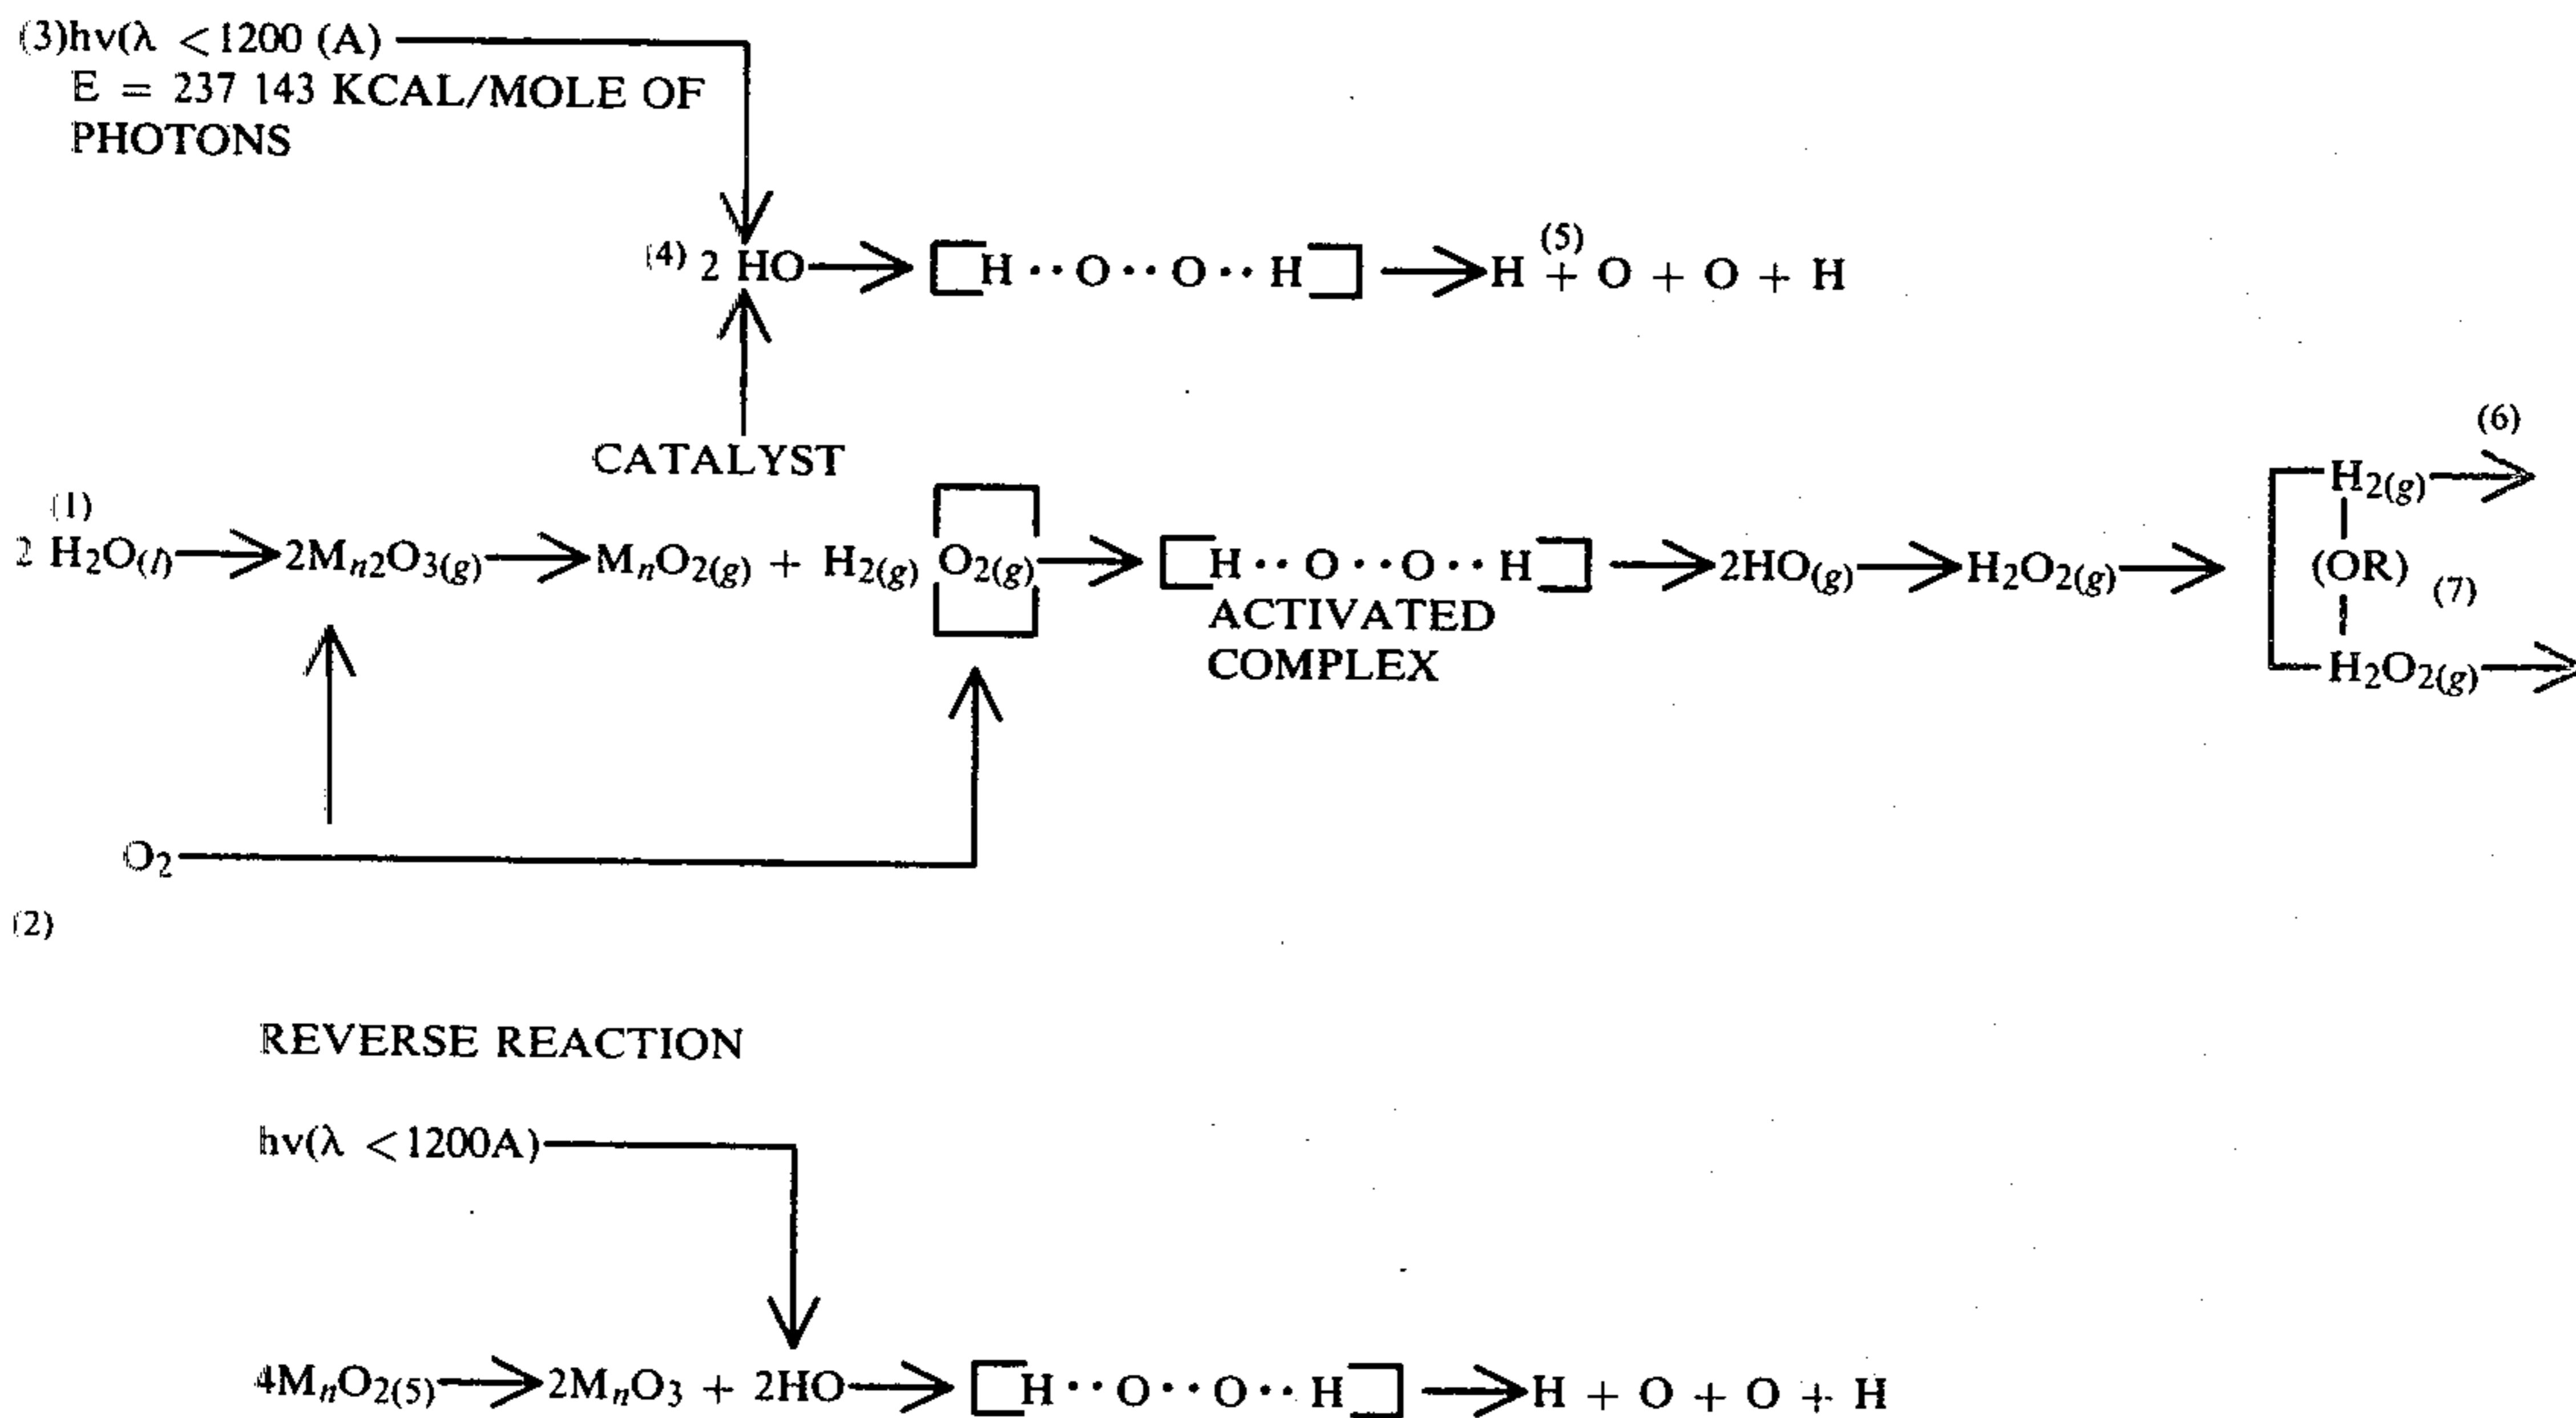 (3)hν(λ <1200 (A)
E = 237 143 KCAL/MOLE OF
PHOTONS
(4) 2 HO → [H ·· O ·· O ·· H] → H + O + O + H
(5)
CATALYST
(6)
H2(g) →
(1)
2 H2O(l) → 2Mn2O3(g) → MnO2(g) + H2(g) [O2(g)] → [H ·· O ·· O ·· H] → 2HO(g) → H2O2(g) → (OR) (7)
ACTIVATED
COMPLEX
H2O2(g) →
O2
(2)
REVERSE REACTION
hν(λ <1200A)
4MnO2(5) → 2MnO3 + 2HO → [H ·· O ·· O ·· H] → H + O + O + H